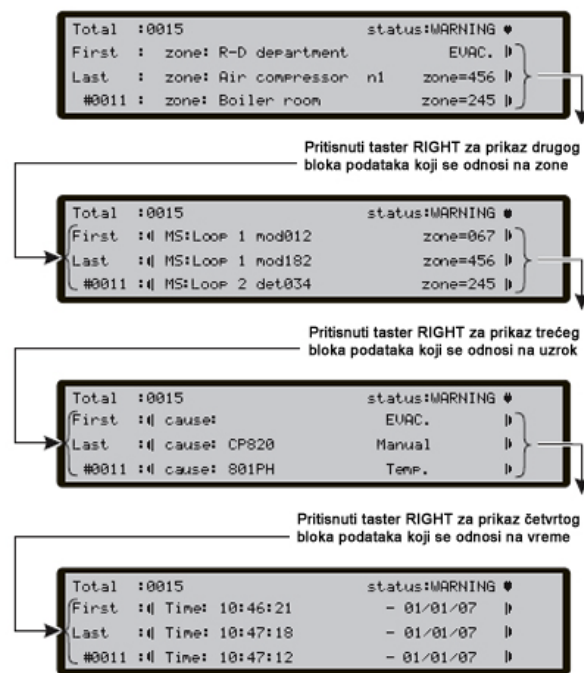 Total :0015 status:WARNING
First : zone: R-D department EVAC.
Last : zone: Air compressor n1 zone=456
#0011 : zone: Boiler room zone=245
Pritisnuti taster RIGHT za prikaz drugog
bloka podataka koji se odnosi na zone
Total :0015 status:WARNING
First : MS:Loop 1 mod012 zone=067
Last : MS:Loop 1 mod182 zone=456
#0011 : MS:Loop 2 det034 zone=245
Pritisnuti taster RIGHT za prikaz trećeg
bloka podataka koji se odnosi na uzrok
Total :0015 status:WARNING
First : cause: EVAC.
Last : cause: CP820 Manual
#0011 : cause: 801PH Temp.
Pritisnuti taster RIGHT za prikaz četvrtog
bloka podataka koji se odnosi na vreme
Total :0015 status:WARNING
First : Time: 10:46:21 - 01/01/07
Last : Time: 10:47:18 - 01/01/07
#0011 : Time: 10:47:12 - 01/01/07